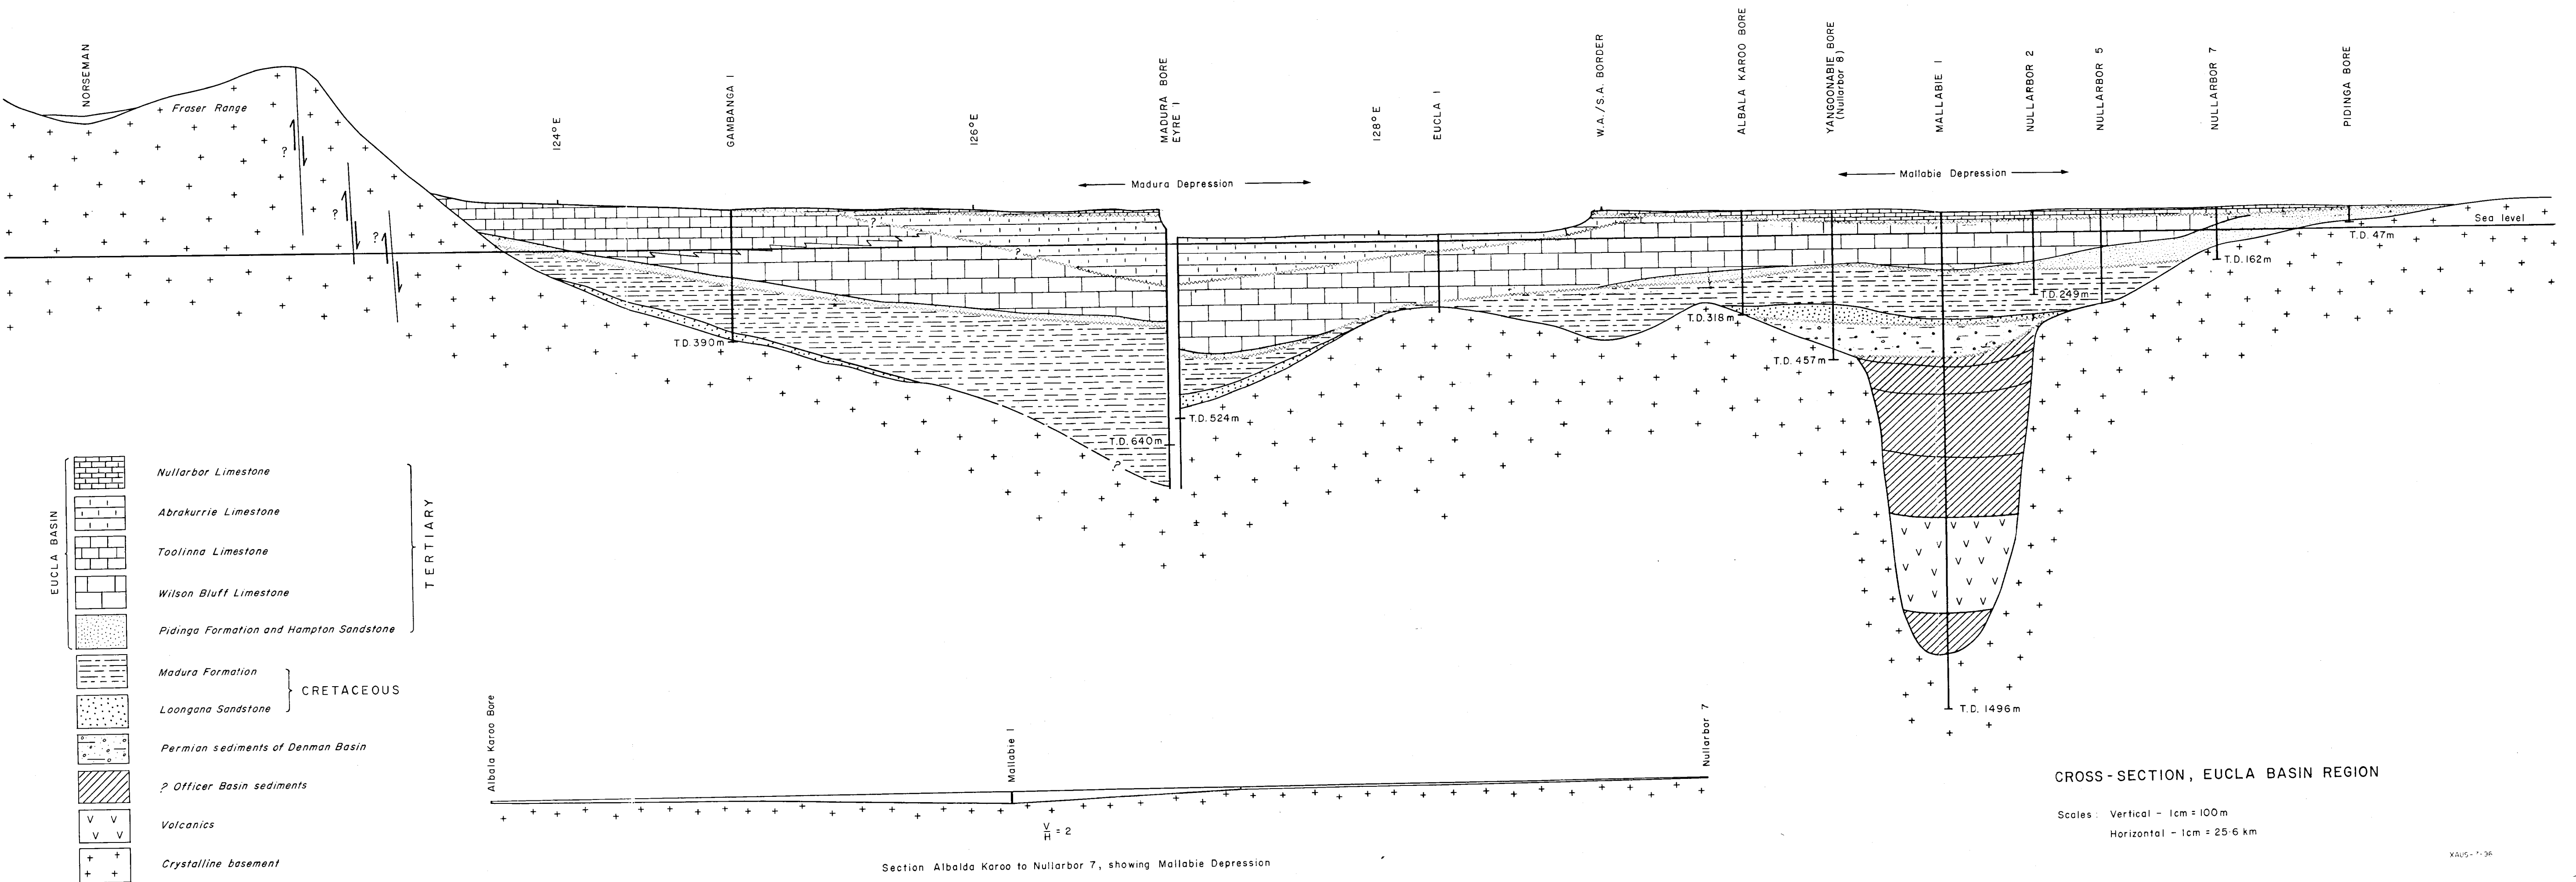 NORSEMAN
Fraser Range
?
?
?
124°E
GAMBANGA 1
126°E
MADURA BORE
EYRE 1
128°E
EUCLA 1
W.A./S.A. BORDER
ALBALA KAROO BORE
YANGOONABIE BORE
(Nullarbor 8)
MALLABIE 1
NULLARBOR 2
NULLARBOR 5
NULLARBOR 7
PIDINGA BORE
Madura Depression
Mallabie Depression
Sea level
?
?
?
T.D. 390m
T.D. 640m
T.D. 524m
T.D. 318m
T.D. 457m
T.D. 249m
T.D. 162m
T.D. 47m
T.D. 1496m
EUCLA BASIN
Nullarbor Limestone
Abrakurrie Limestone
Toolinna Limestone
Wilson Bluff Limestone
Pidinga Formation and Hampton Sandstone
TERTIARY
Madura Formation
Loongana Sandstone
CRETACEOUS
Permian sediments of Denman Basin
? Officer Basin sediments
Volcanics
Crystalline basement
Albala Karoo Bore
Mallabie 1
Nullarbor 7
V/H = 2
Section Albalda Karoo to Nullarbor 7, showing Mallabie Depression
CROSS-SECTION, EUCLA BASIN REGION
Scales: Vertical - 1cm = 100m
Horizontal - 1cm = 25·6 km